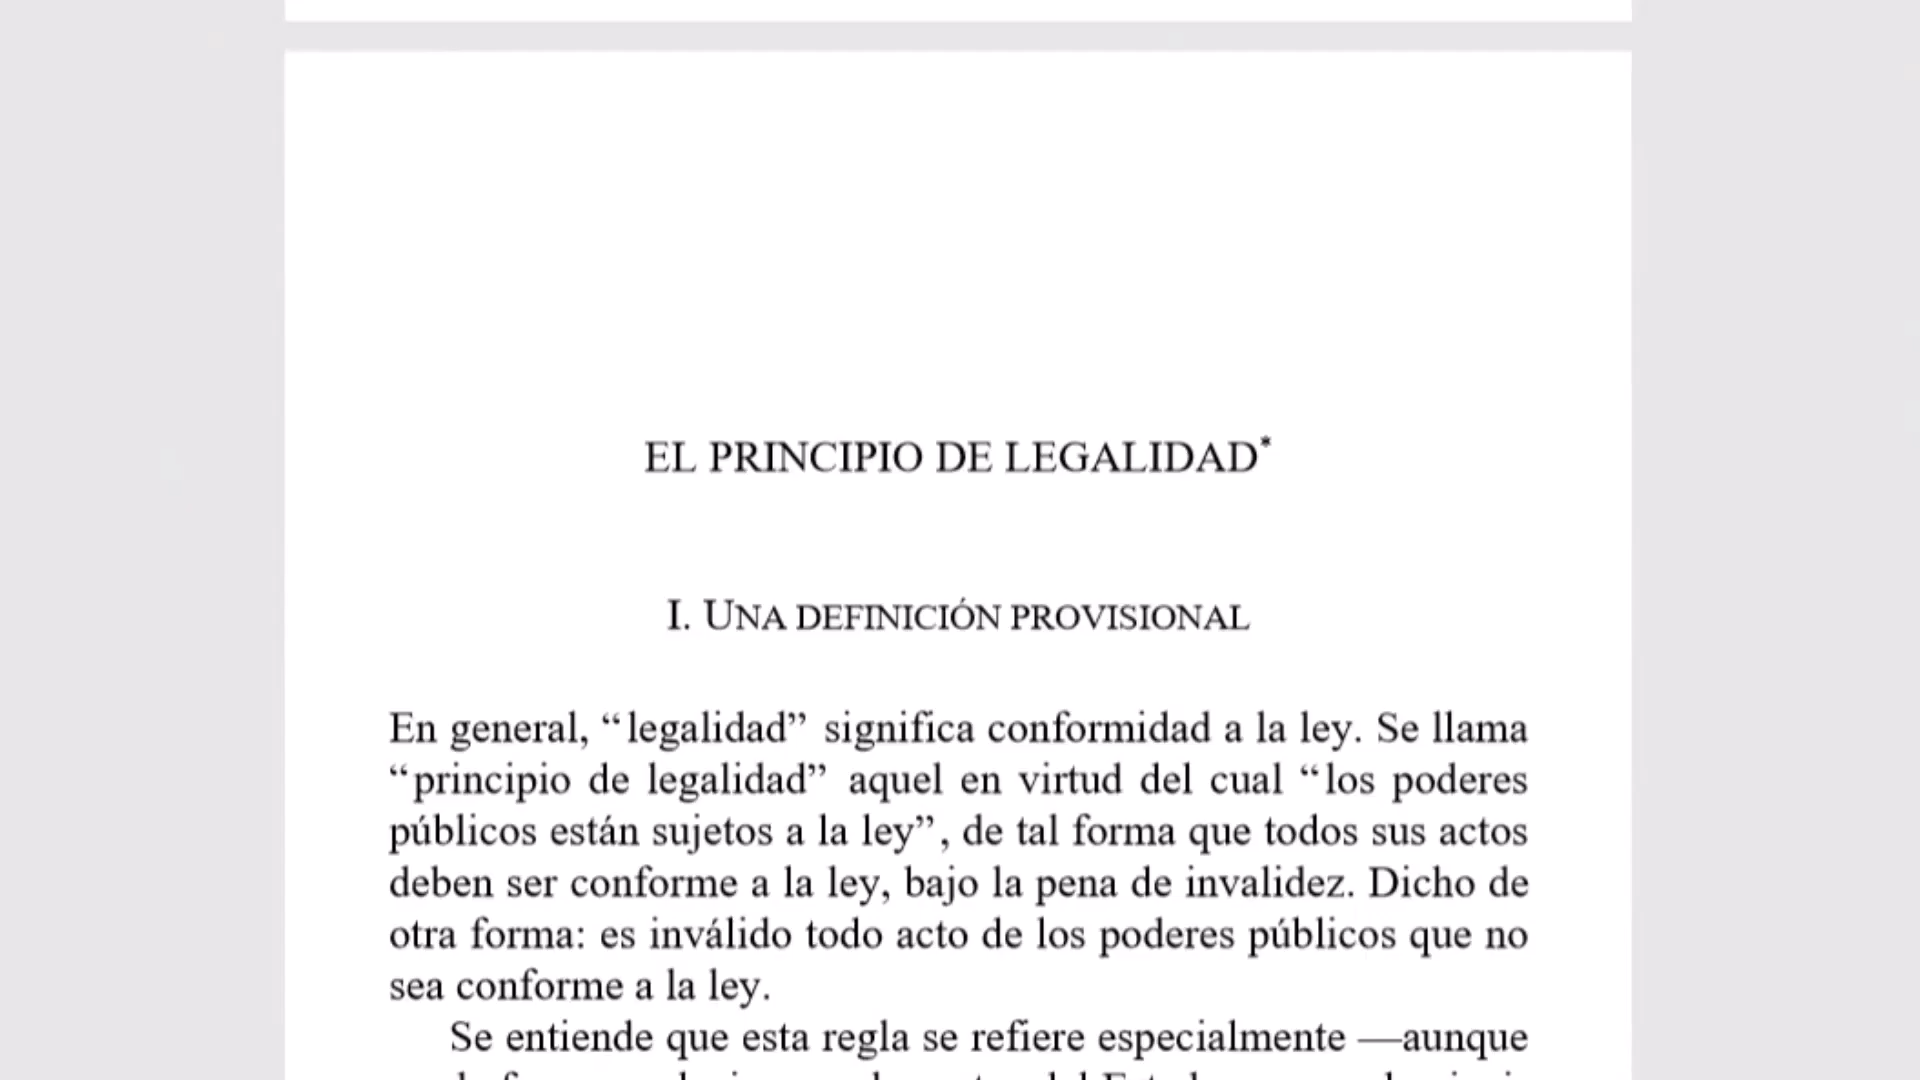 EL PRINCIPIO DE LEGALIDAD*
I. UNA DEFINICIÓN PROVISIONAL
En general, “legalidad” significa conformidad a la ley. Se llama
“principio de legalidad” aquel en virtud del cual “los poderes
públicos están sujetos a la ley”, de tal forma que todos sus actos
deben ser conforme a la ley, bajo la pena de invalidez. Dicho de
otra forma: es inválido todo acto de los poderes públicos que no
sea conforme a la ley.
Se entiende que esta regla se refiere especialmente —aunque